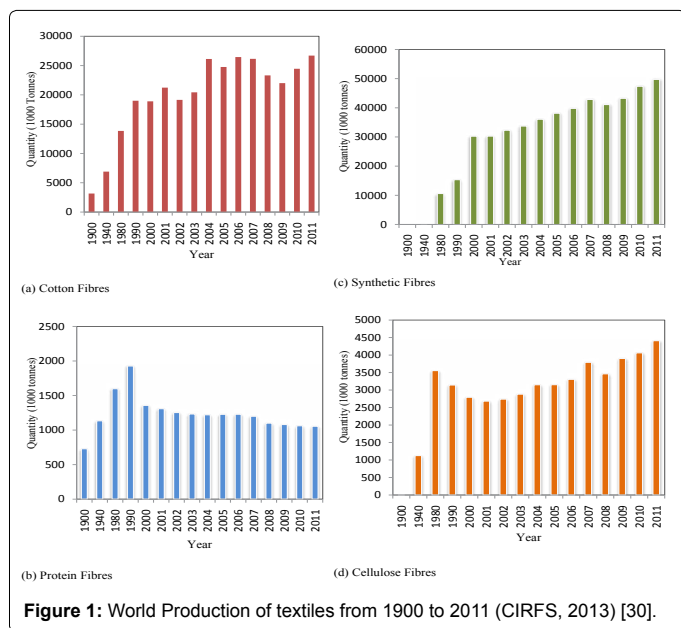 30000
25000
20000
15000
10000
5000
0
Quantity (1000 Tonnes)
1900 1940 1980 1990 2000 2001 2002 2003 2004 2005 2006 2007 2008 2009 2010 2011
Year
(a) Cotton Fibres
60000
50000
40000
30000
20000
10000
0
Quantity (1000 tonnes)
1900 1940 1980 1990 2000 2001 2002 2003 2004 2005 2006 2007 2008 2009 2010 2011
Year
(c) Synthetic Fibres
2500
2000
1500
1000
500
0
Quantity (1000 tonnes)
1900 1940 1980 1990 2000 2001 2002 2003 2004 2005 2006 2007 2008 2009 2010 2011
Year
(b) Protein Fibres
5000
4500
4000
3500
3000
2500
2000
1500
1000
500
0
Quantity (1000 tonnes)
1900 1940 1980 1990 2000 2001 2002 2003 2004 2005 2006 2007 2008 2009 2010 2011
Year
(d) Cellulose Fibres
Figure 1: World Production of textiles from 1900 to 2011 (CIRFS, 2013) [30].